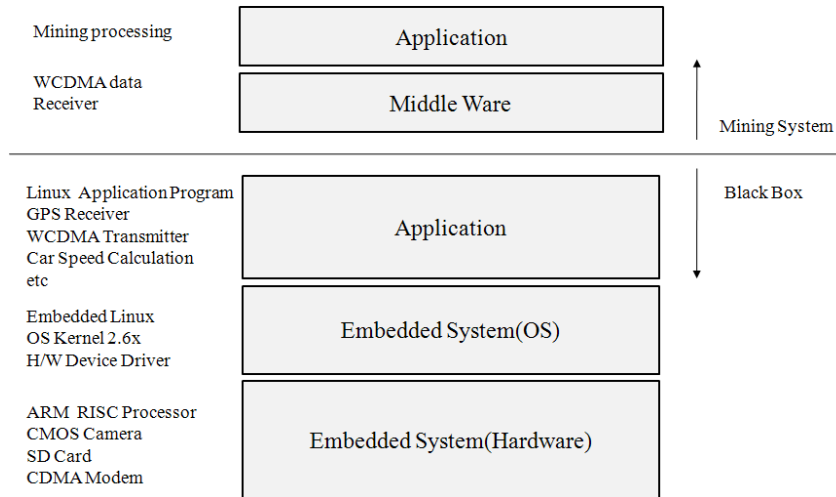 Mining processing
Application
WCDMA data
Receiver
Middle Ware
Mining System
Linux Application Program
GPS Receiver
WCDMA Transmitter
Car Speed Calculation
etc
Application
Black Box
Embedded Linux
OS Kernel 2.6x
H/W Device Driver
Embedded System(OS)
ARM RISC Processor
CMOS Camera
SD Card
CDMA Modem
Embedded System(Hardware)